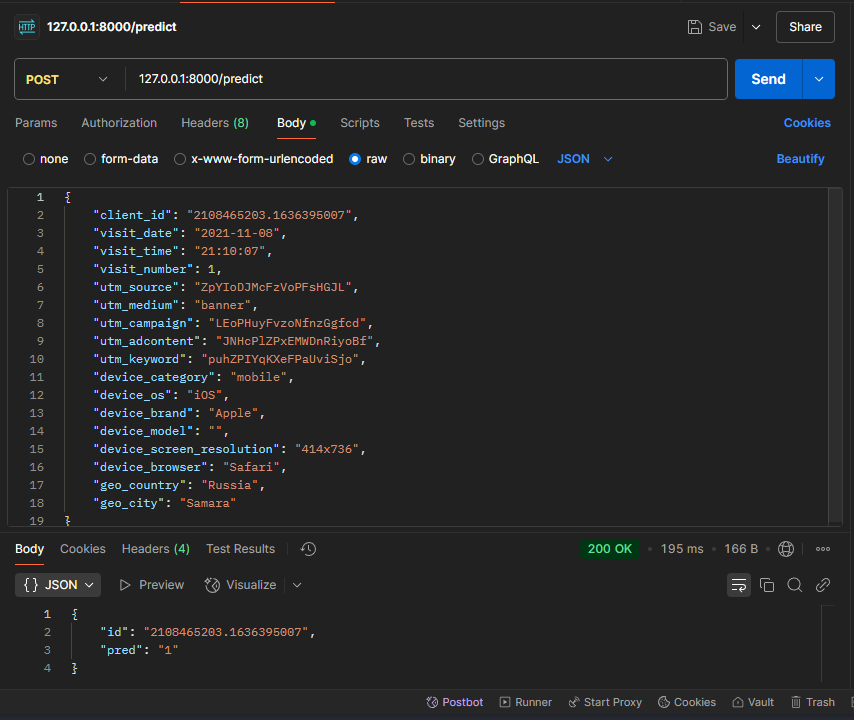 HTTP 127.0.0.1:8000/predict Save Share
POST 127.0.0.1:8000/predict Send
Params Authorization Headers (8) Body Scripts Tests Settings Cookies
none form-data x-www-form-urlencoded raw binary GraphQL JSON Beautify
1 {
2 "client_id": "2108465203.1636395007",
3 "visit_date": "2021-11-08",
4 "visit_time": "21:10:07",
5 "visit_number": 1,
6 "utm_source": "ZpYIoDJMcFzVoPFsHGJL",
7 "utm_medium": "banner",
8 "utm_campaign": "LEoPHuyFvzoNfnzGgfcd",
9 "utm_adcontent": "JNHcPlZPxEMWDnRiyoBf",
10 "utm_keyword": "puhZPIYqKXeFPaUviSjo",
11 "device_category": "mobile",
12 "device_os": "iOS",
13 "device_brand": "Apple",
14 "device_model": "",
15 "device_screen_resolution": "414x736",
16 "device_browser": "Safari",
17 "geo_country": "Russia",
18 "geo_city": "Samara"
19 }
Body Cookies Headers (4) Test Results 200 OK • 195 ms • 166 B •
{} JSON Preview Visualize
1 {
2 "id": "2108465203.1636395007",
3 "pred": "1"
4 }
Postbot Runner Start Proxy Cookies Vault Trash